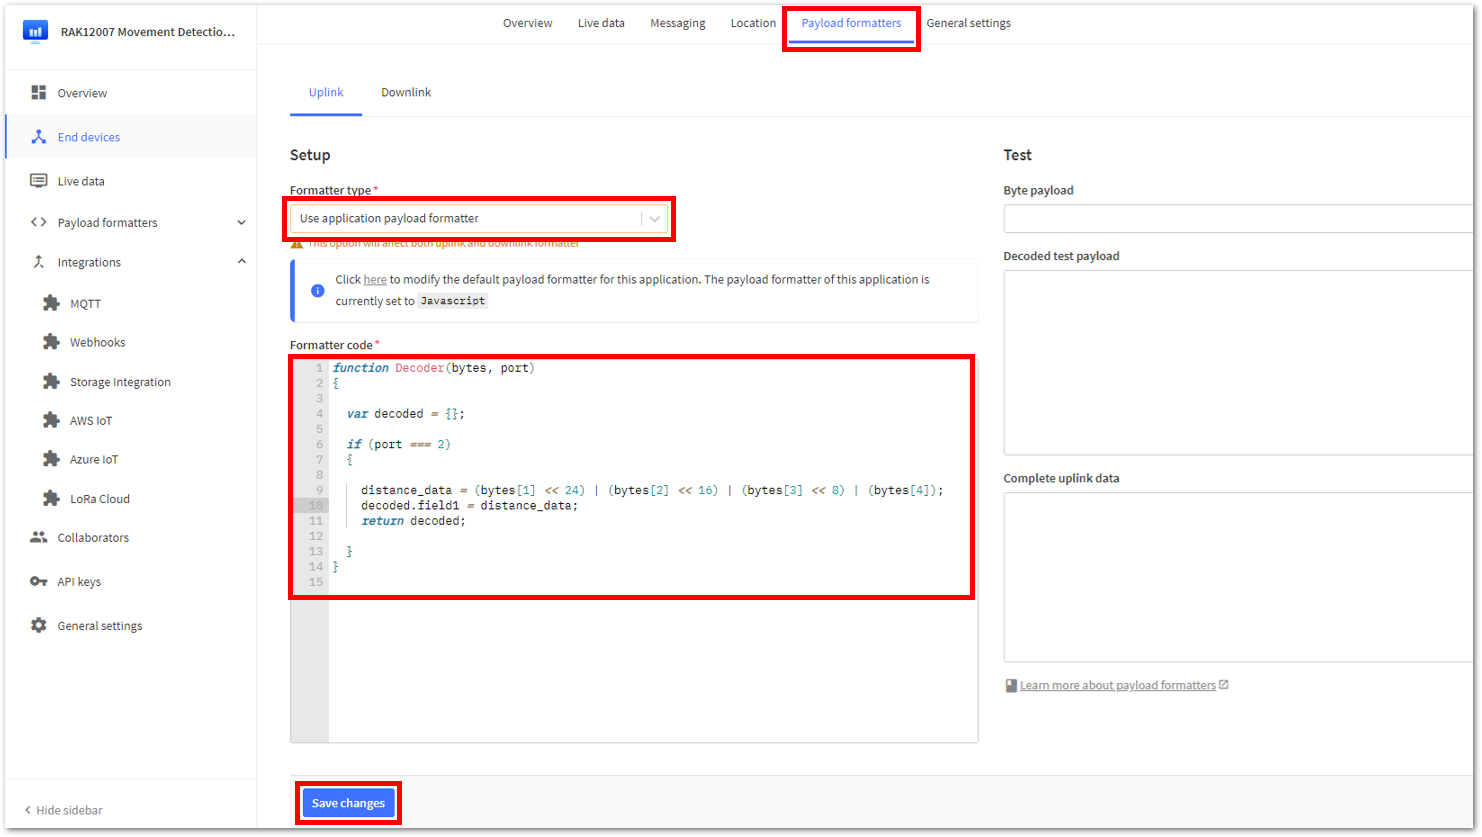 RAK12007 Movement Detectio...
Overview
End devices
Live data
Payload formatters
Integrations
MQTT
Webhooks
Storage Integration
AWS IoT
Azure IoT
LoRa Cloud
Collaborators
API keys
General settings
Hide sidebar
Overview Live data Messaging Location Payload formatters General settings
Uplink Downlink
Setup
Formatter type *
Use application payload formatter
This option will affect both uplink and downlink formatter
Click here to modify the default payload formatter for this application. The payload formatter of this application is
currently set to Javascript
Formatter code *
1 function Decoder(bytes, port)
2 {
3
4 var decoded = {};
5
6 if (port === 2)
7 {
8
9 distance_data = (bytes[1] << 24) | (bytes[2] << 16) | (bytes[3] << 8) | (bytes[4]);
10 decoded.field1 = distance_data;
11 return decoded;
12
13 }
14 }
15
Save changes
Test
Byte payload
Decoded test payload
Complete uplink data
Learn more about payload formatters